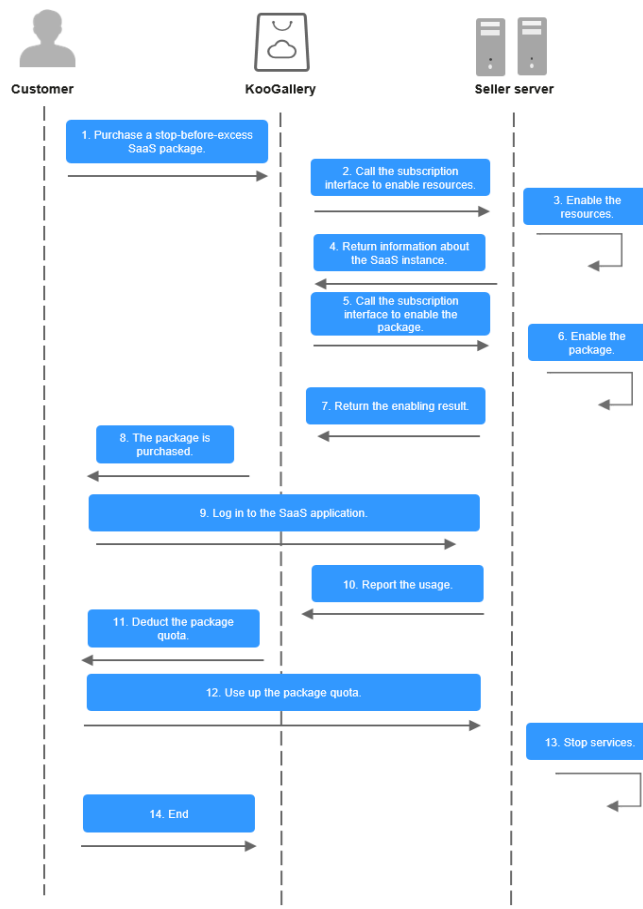 Customer
KooGallery
Seller server
1. Purchase a stop-before-excess
SaaS package.
2. Call the subscription
interface to enable resources.
3. Enable the
resources.
4. Return information about
the SaaS instance.
5. Call the subscription
interface to enable the
package.
6. Enable the
package.
7. Return the enabling result.
8. The package is
purchased.
9. Log in to the SaaS application.
10. Report the usage.
11. Deduct the package
quota.
12. Use up the package quota.
13. Stop services.
14. End